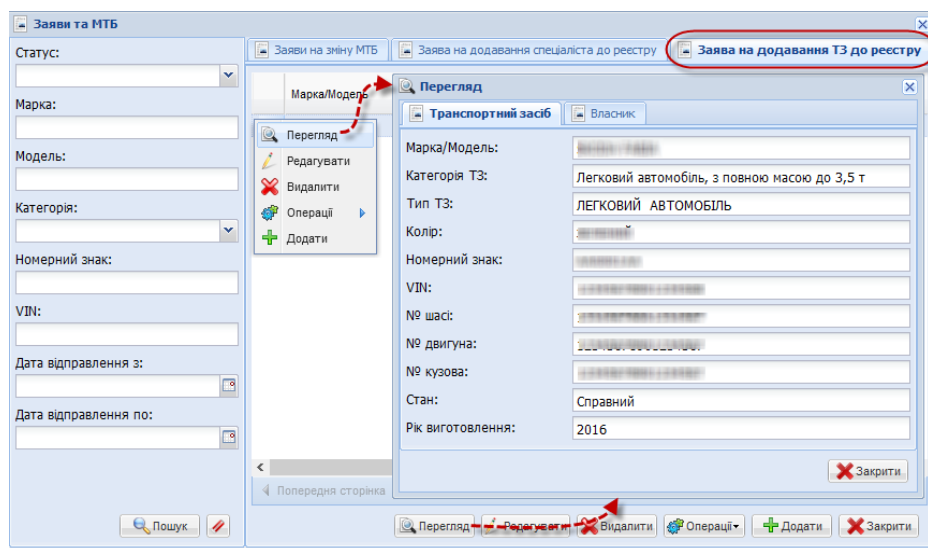 Заяви та МТБ
Статус:
Марка:
Модель:
Категорія:
Номерний знак:
VIN:
Дата відправлення з:
Дата відправлення по:
Пошук
Заяви на зміну МТБ
Заява на додавання спеціаліста до реєстру
Заява на додавання ТЗ до реєстру
Марка/Модель
Перегляд
Редагувати
Видалити
Операції
Додати
Перегляд
Транспортний засіб
Власник
Марка/Модель:
Категорія ТЗ: Легковий автомобіль, з повною масою до 3,5 т
Тип ТЗ: ЛЕГКОВИЙ АВТОМОБІЛЬ
Колір:
Номерний знак:
VIN:
№ шасі:
№ двигуна:
№ кузова:
Стан: Справний
Рік виготовлення: 2016
Закрити
Попередня сторінка
Перегляд Редагувати Видалити Операції Додати Закрити